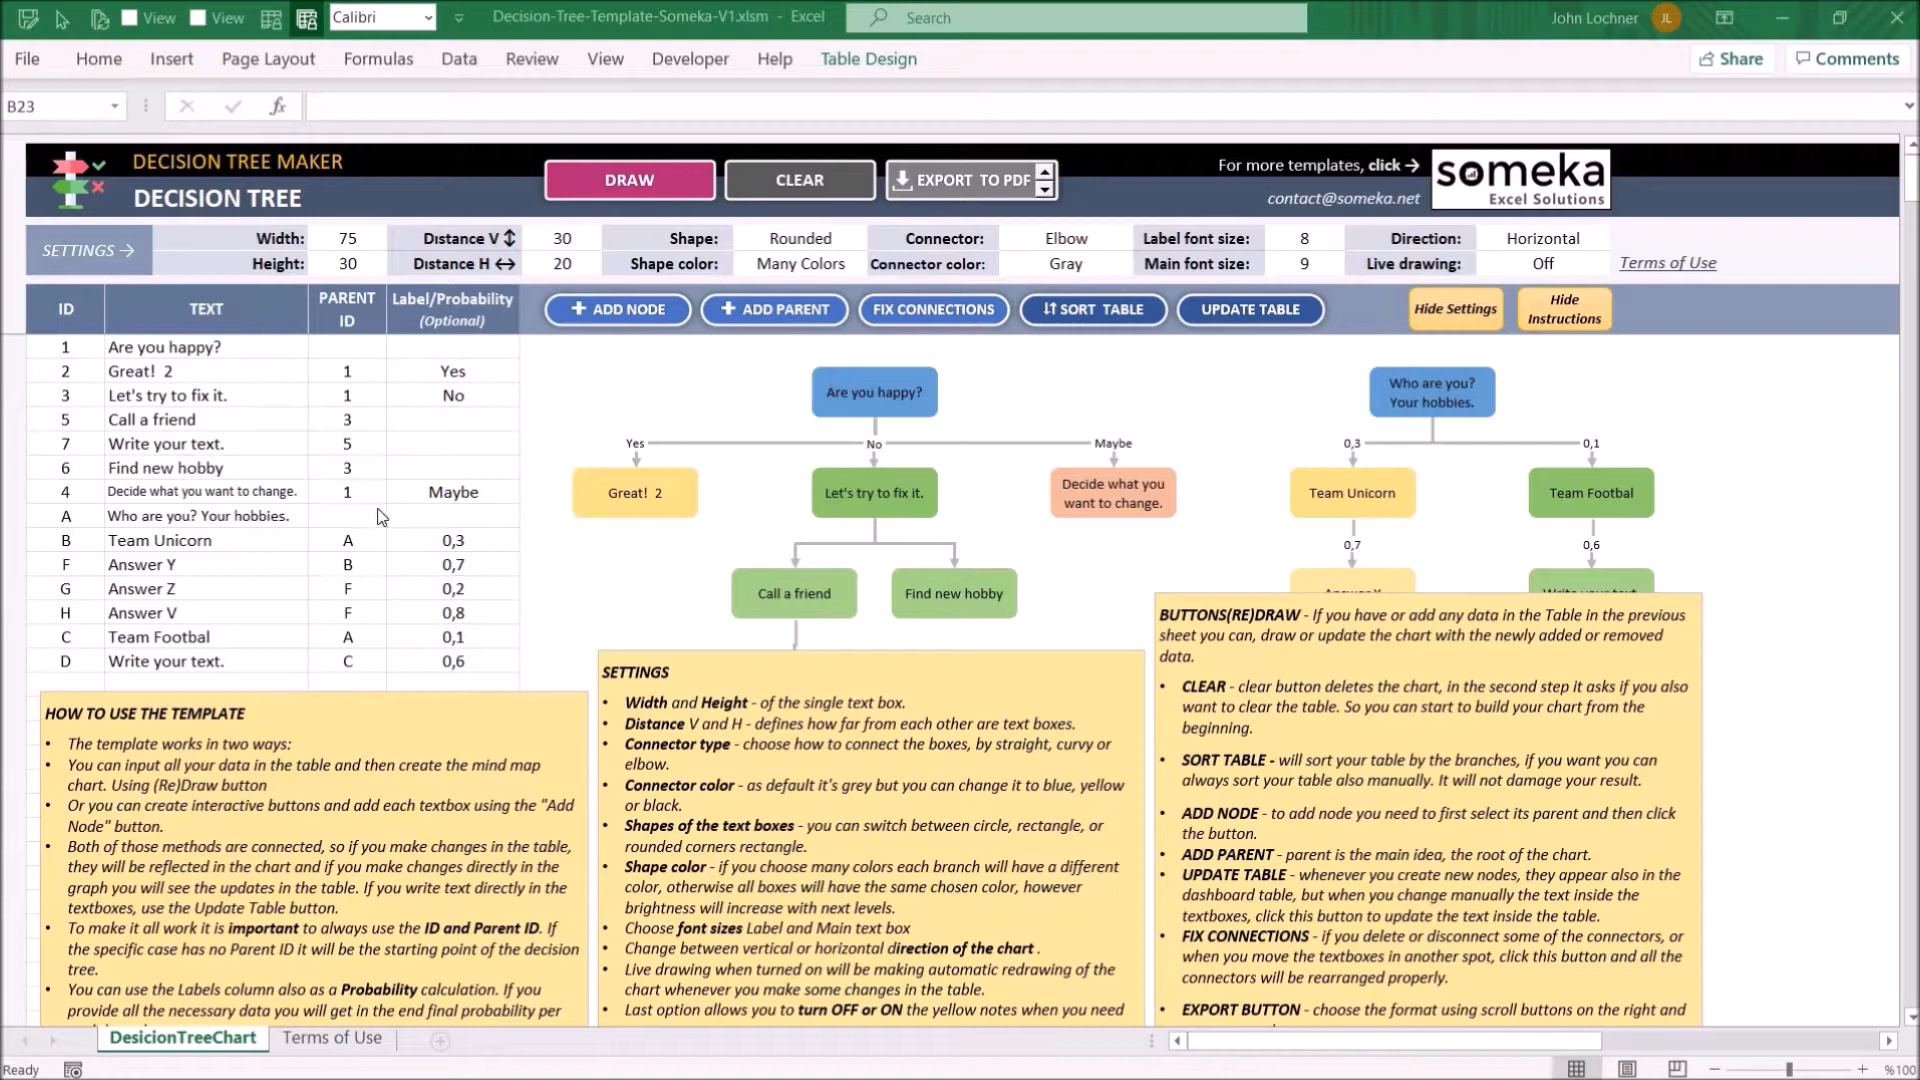 View
View
Calibri
Decision-Tree-Template-Someka-V1.xlsm - Excel
Search
John Lochner
JL
File Home Insert Page Layout Formulas Data Review View Developer Help Table Design
Share
Comments
B23
fx
DECISION TREE MAKER
DECISION TREE
DRAW
CLEAR
EXPORT TO PDF
For more templates, click →
contact@someka.net
someka
Excel Solutions
SETTINGS →
Width: 75 Distance V 30 Shape: Rounded Connector: Elbow Label font size: 8 Direction: Horizontal
Height: 30 Distance H 20 Shape color: Many Colors Connector color: Gray Main font size: 9 Live drawing: Off
Terms of Use
ID TEXT PARENT ID Label/Probability (Optional)
+ ADD NODE
+ ADD PARENT
FIX CONNECTIONS
SORT TABLE
UPDATE TABLE
Hide Settings
Hide Instructions
1 Are you happy?
2 Great! 2 1 Yes
3 Let's try to fix it. 1 No
5 Call a friend 3
7 Write your text. 5
6 Find new hobby 3
4 Decide what you want to change. 1 Maybe
A Who are you? Your hobbies.
B Team Unicorn A 0,3
F Answer Y B 0,7
G Answer Z F 0,2
H Answer V F 0,8
C Team Footbal A 0,1
D Write your text. C 0,6
Are you happy?
Yes
No
Maybe
Great! 2
Let's try to fix it.
Decide what you
want to change.
Call a friend
Find new hobby
Who are you?
Your hobbies.
0,3
0,1
Team Unicorn
Team Footbal
0,7
0,6
HOW TO USE THE TEMPLATE
• The template works in two ways:
• You can input all your data in the table and then create the mind map
chart. Using (Re)Draw button
• Or you can create interactive buttons and add each textbox using the "Add
Node" button.
• Both of those methods are connected, so if you make changes in the table,
they will be reflected in the chart and if you make changes directly in the
graph you will see the updates in the table. If you write text directly in the
textboxes, use the Update Table button.
• To make it all work it is important to always use the ID and Parent ID. If
the specific case has no Parent ID it will be the starting point of the decision
tree.
• You can use the Labels column also as a Probability calculation. If you
provide all the necessary data you will get in the end final probability per
SETTINGS
• Width and Height - of the single text box.
• Distance V and H - defines how far from each other are text boxes.
• Connector type - choose how to connect the boxes, by straight, curvy or
elbow.
• Connector color - as default it's grey but you can change it to blue, yellow
or black.
• Shapes of the text boxes - you can switch between circle, rectangle, or
rounded corners rectangle.
• Shape color - if you choose many colors each branch will have a different
color, otherwise all boxes will have the same chosen color, however
brightness will increase with next levels.
• Choose font sizes Label and Main text box
• Change between vertical or horizontal direction of the chart .
• Live drawing when turned on will be making automatic redrawing of the
chart whenever you make some changes in the table.
• Last option allows you to turn OFF or ON the yellow notes when you need
BUTTONS(RE)DRAW - If you have or add any data in the Table in the previous
sheet you can, draw or update the chart with the newly added or removed
data.
• CLEAR - clear button deletes the chart, in the second step it asks if you also
want to clear the table. So you can start to build your chart from the
beginning.
• SORT TABLE - will sort your table by the branches, if you want you can
always sort your table also manually. It will not damage your result.
• ADD NODE - to add node you need to first select its parent and then click
the button.
• ADD PARENT - parent is the main idea, the root of the chart.
• UPDATE TABLE - whenever you create new nodes, they appear also in the
dashboard table, but when you change manually the text inside the
textboxes, click this button to update the text inside the table.
• FIX CONNECTIONS - if you delete or disconnect some of the connectors, or
when you move the textboxes in another spot, click this button and all the
connectors will be rearranged properly.
• EXPORT BUTTON - choose the format using scroll buttons on the right and
DesicionTreeChart
Terms of Use
Ready
%100